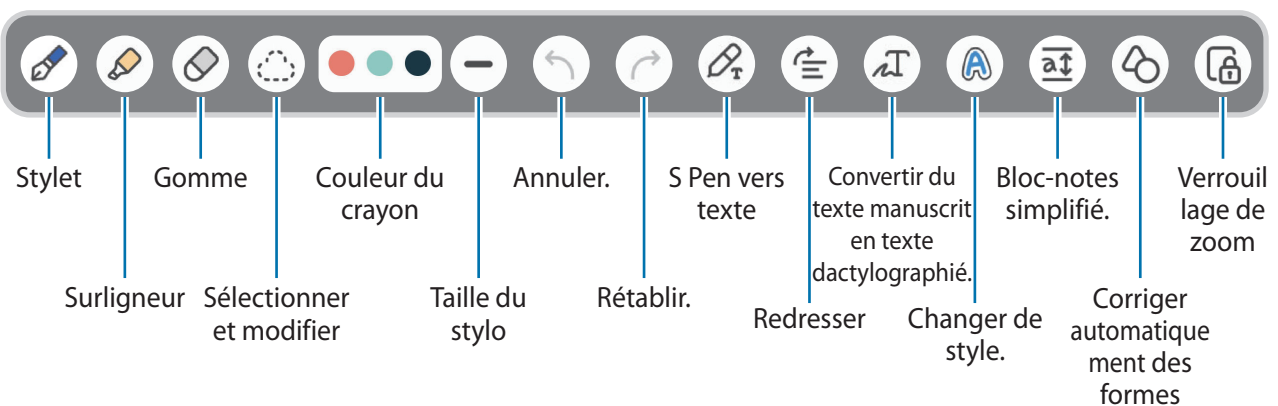 Stylet
Gomme
Couleur du
crayon
Annuler.
S Pen vers
texte
Convertir du
texte manuscrit
en texte
dactylographié.
Bloc-notes
simplifié.
Verrouil
lage de
zoom
Surligneur
Sélectionner
et modifier
Taille du
stylo
Rétablir.
Redresser
Changer de
style.
Corriger
automatique
ment des
formes